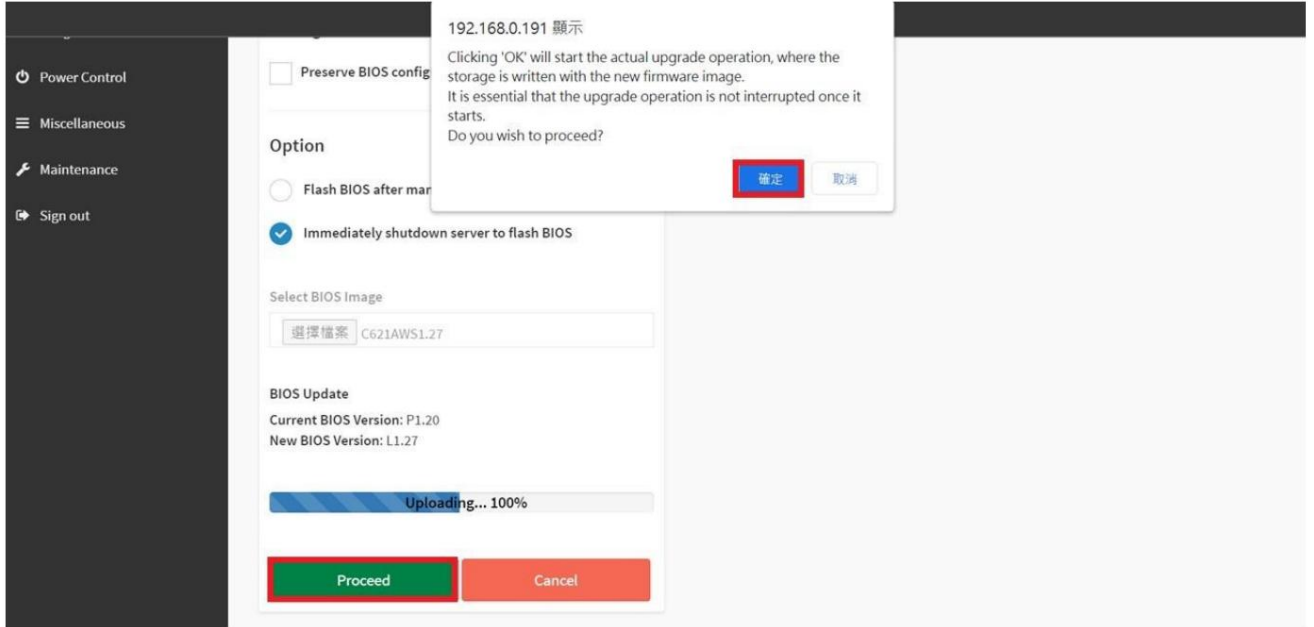 192.168.0.191 顯示
Clicking 'OK' will start the actual upgrade operation, where the
storage is written with the new firmware image.
It is essential that the upgrade operation is not interrupted once it
starts.
Do you wish to proceed?
確定
取消
Power Control
Miscellaneous
Maintenance
Sign out
Preserve BIOS config
Option
Flash BIOS after mar
Immediately shutdown server to flash BIOS
Select BIOS Image
選擇檔案 C621AWS1.27
BIOS Update
Current BIOS Version: P1.20
New BIOS Version: L1.27
Uploading... 100%
Proceed
Cancel